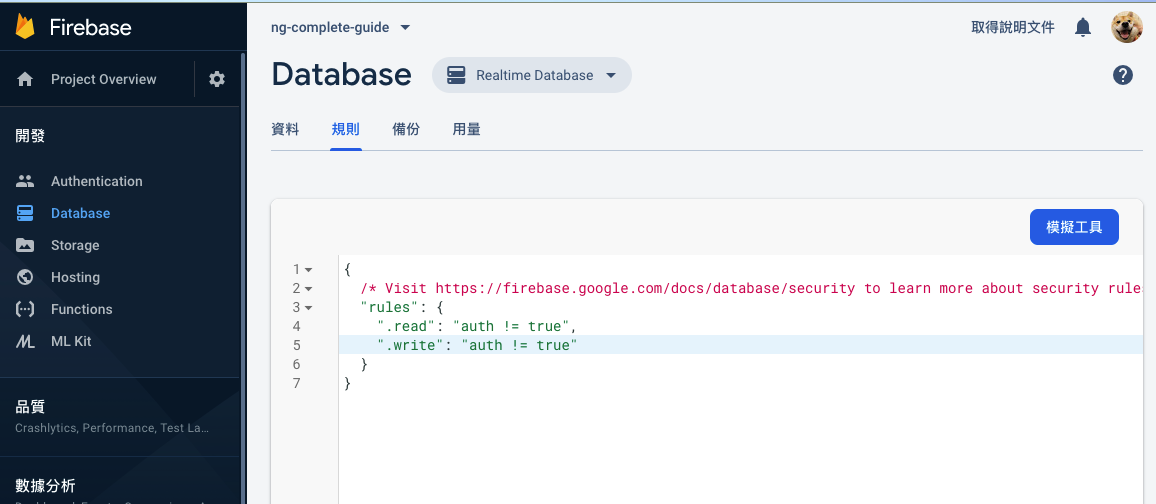 Firebase
ng-complete-guide
取得說明文件
Project Overview
Database
Realtime Database
資料
規則
備份
用量
開發
Authentication
Database
Storage
Hosting
Functions
ML Kit
品質
Crashlytics, Performance, Test La...
數據分析
模擬工具
1 {
2 /* Visit https://firebase.google.com/docs/database/security to learn more about security rules
3 "rules": {
4 ".read": "auth != true",
5 ".write": "auth != true"
6 }
7 }